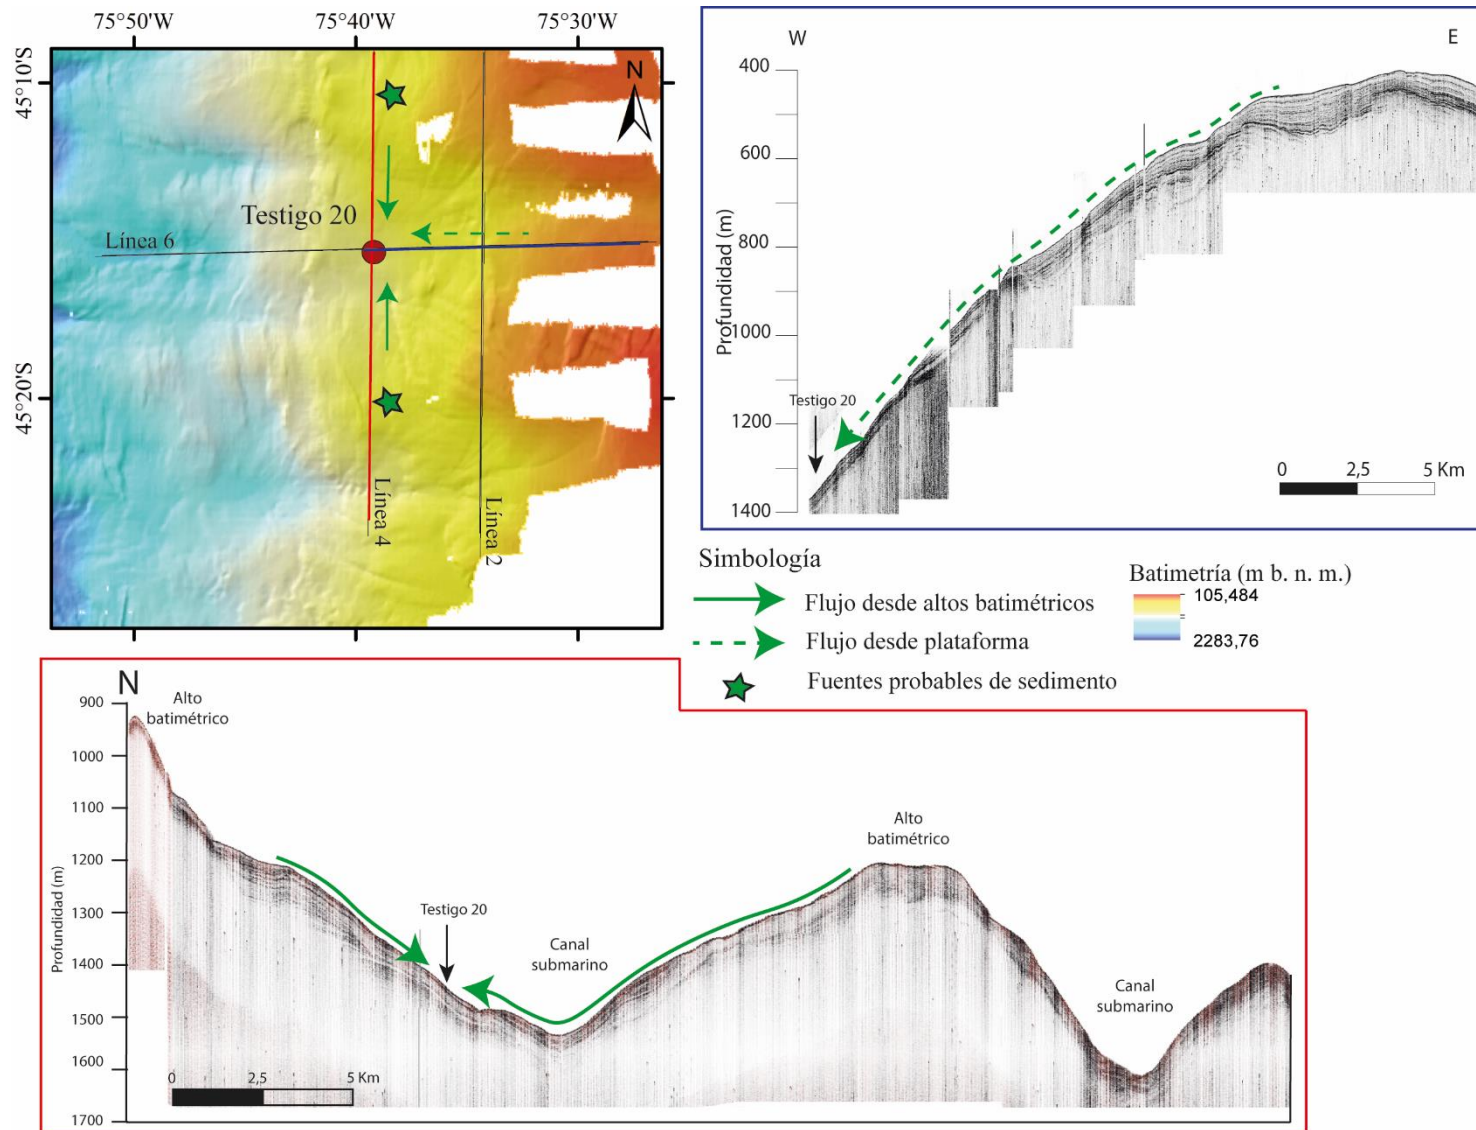 75°50'W
75°40'W
75°30'W
45°10'S
45°20'S
N
Testigo 20
Línea 6
Línea 4
Línea 2
W
E
400
600
800
1000
1200
1400
Profundidad (m)
Testigo 20
0
2,5
5 Km
Simbología
Flujo desde altos batimétricos
Flujo desde plataforma
Fuentes probables de sedimento
Batimetría (m b. n. m.)
105,484
2283,76
N
900
1000
1100
1200
1300
1400
1500
1600
1700
Profundidad (m)
Alto
batimétrico
Testigo 20
Canal
submarino
Alto
batimétrico
Canal
submarino
0
2,5
5 Km